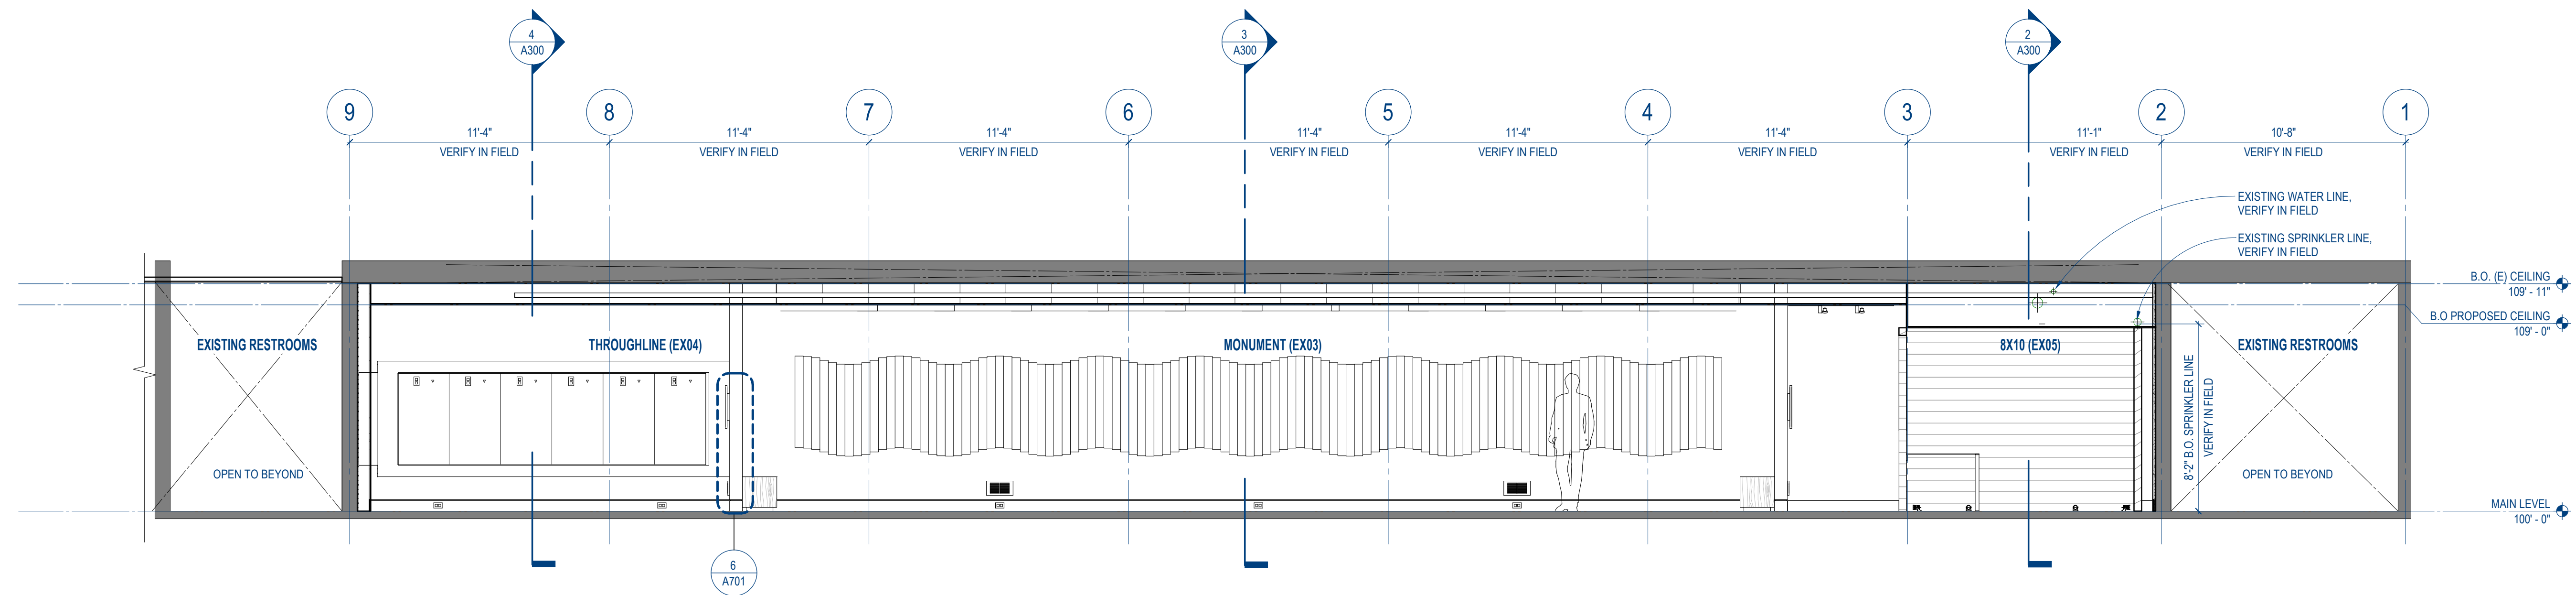 4
A300
3
A300
2
A300
9
8
7
6
5
4
3
2
1
11'-4"
VERIFY IN FIELD
11'-4"
VERIFY IN FIELD
11'-4"
VERIFY IN FIELD
11'-4"
VERIFY IN FIELD
11'-4"
VERIFY IN FIELD
11'-4"
VERIFY IN FIELD
11'-1"
VERIFY IN FIELD
10'-8"
VERIFY IN FIELD
EXISTING WATER LINE,
VERIFY IN FIELD
EXISTING SPRINKLER LINE,
VERIFY IN FIELD
B.O. (E) CEILING
109' - 11"
B.O PROPOSED CEILING
109' - 0"
EXISTING RESTROOMS
THROUGHLINE (EX04)
MONUMENT (EX03)
8X10 (EX05)
EXISTING RESTROOMS
8'-2" B.O. SPRINKLER LINE
VERIFY IN FIELD
OPEN TO BEYOND
OPEN TO BEYOND
MAIN LEVEL
100' - 0"
6
A701